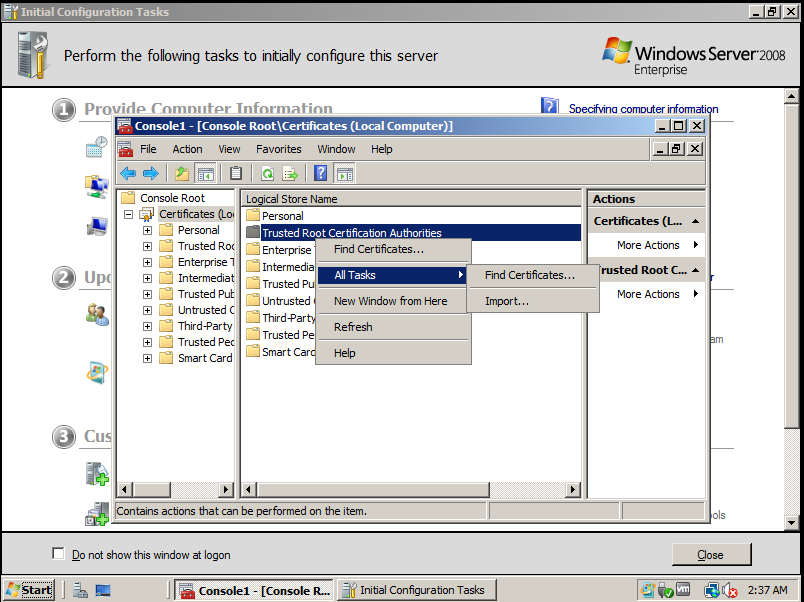 Initial Configuration Tasks
Perform the following tasks to initially configure this server
Windows Server 2008
Enterprise
1 Provide Computer Information
Specifying computer information
Console1 - [Console Root\Certificates (Local Computer)]
File Action View Favorites Window Help
Console Root
Certificates (Lo
Personal
Trusted Roo
Enterprise T
Intermediat
Trusted Pub
Untrusted C
Third-Party
Trusted Peo
Smart Card
Logical Store Name
Personal
Trusted Root Certification Authorities
Enterprise
Intermedia
Trusted Pu
Untrusted
Third-Party
Trusted Pe
Smart Card
Find Certificates...
All Tasks
New Window from Here
Refresh
Help
Find Certificates...
Import...
Actions
Certificates (L...
More Actions
Trusted Root C...
More Actions
2 Upd
3 Cus
am
ols
Contains actions that can be performed on the item.
Do not show this window at logon
Close
Start
Console1 - [Console R...
Initial Configuration Tasks
2:37 AM